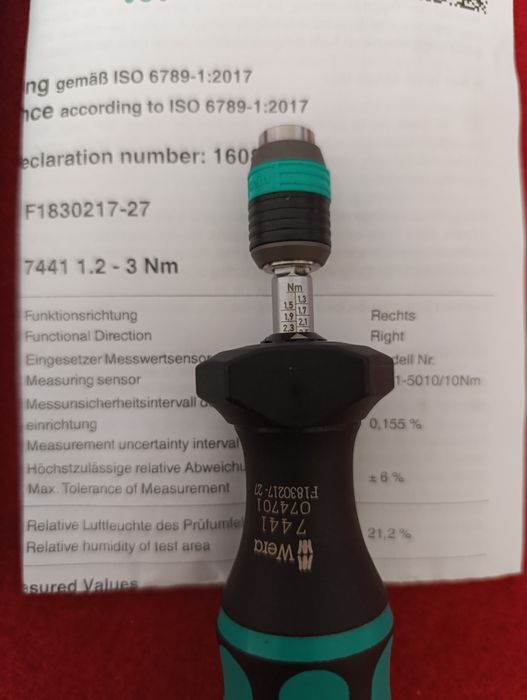 ng gemäß ISO 6789-1:2017
nce according to ISO 6789-1:2017
eclaration number: 160
F1830217-27
7441 1.2 - 3 Nm
Funktionsrichtung
Rechts
Functional Direction
Right
Eingesetzer Messwertsensor
dell Nr.
Measuring sensor
1-5010/10Nm
Messunsicherheitsintervall d
einrichtung
0,155 %
Measurement uncertainty interval
Höchstzulässige relative Abweichu
Max. Tolerance of Measurement
± 6 %
Relative Luftfeuchte des Prüfumfe
Relative humidity of test area
21,2 %
asured Values
Nm
1.3
1.5
1.7
1.9
2.1
2.3
Wera
7441
074701
F1830217-27